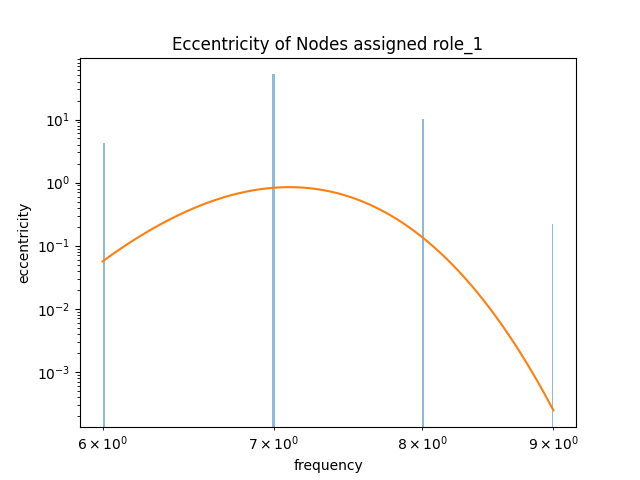 Eccentricity of Nodes assigned role_1
eccentricity
10¹
10⁰
10⁻¹
10⁻²
10⁻³
6 × 10⁰
7 × 10⁰
8 × 10⁰
9 × 10⁰
frequency